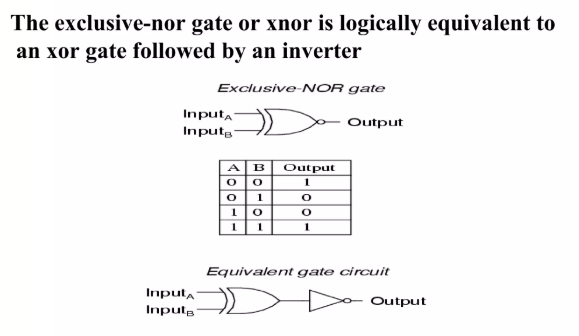 The exclusive-nor gate or xnor is logically equivalent to
an xor gate followed by an inverter
Exclusive-NOR gate
InputA
InputB
Output
A B Output
0 0 1
0 1 0
1 0 0
1 1 1
Equivalent gate circuit
InputA
InputB
Output